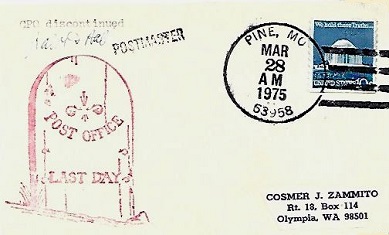 CPO discontinued
POSTMASTER
POST OFFICE
LAST DAY
PINE, MO
MAR
28
AM
1975
63958
We hold these Truths...
10c
COSMER J. ZAMMITO
Rt. 18, Box 114
Olympia, WA 98501